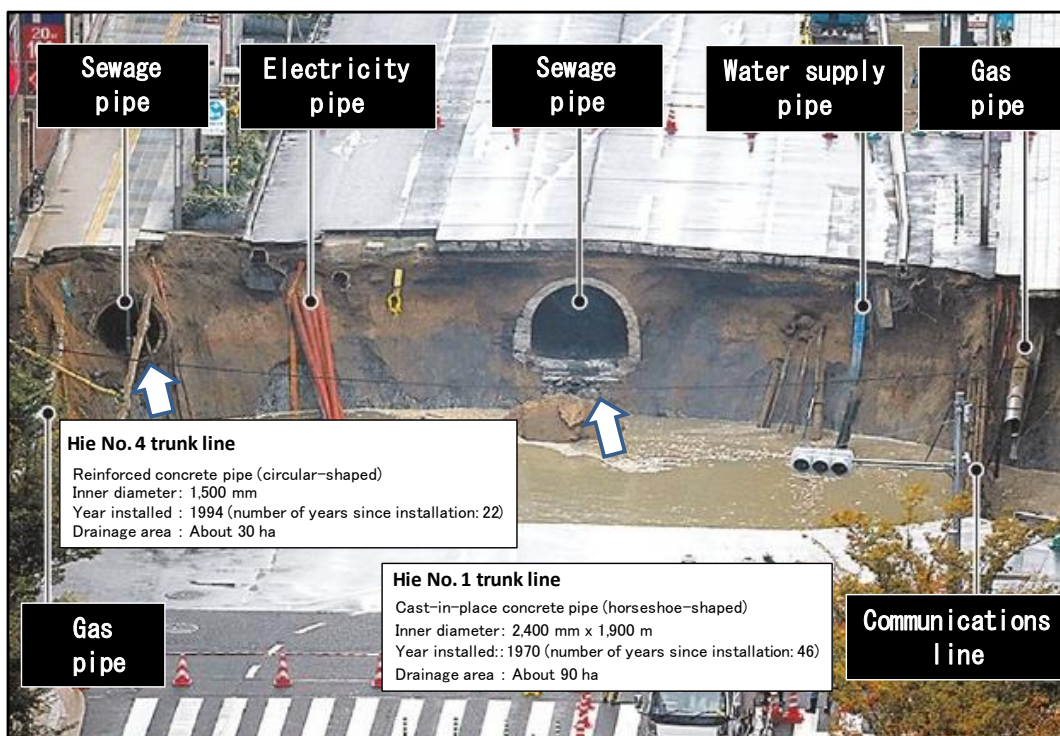 20
Sewage
pipe
Electricity
pipe
Sewage
pipe
Water supply
pipe
Gas
pipe
Hie No. 4 trunk line
Reinforced concrete pipe (circular-shaped)
Inner diameter: 1,500 mm
Year installed : 1994 (number of years since installation: 22)
Drainage area : About 30 ha
Hie No. 1 trunk line
Cast-in-place concrete pipe (horseshoe-shaped)
Inner diameter: 2,400 mm x 1,900 m
Year installed:: 1970 (number of years since installation: 46)
Drainage area : About 90 ha
Gas
pipe
Communications
line